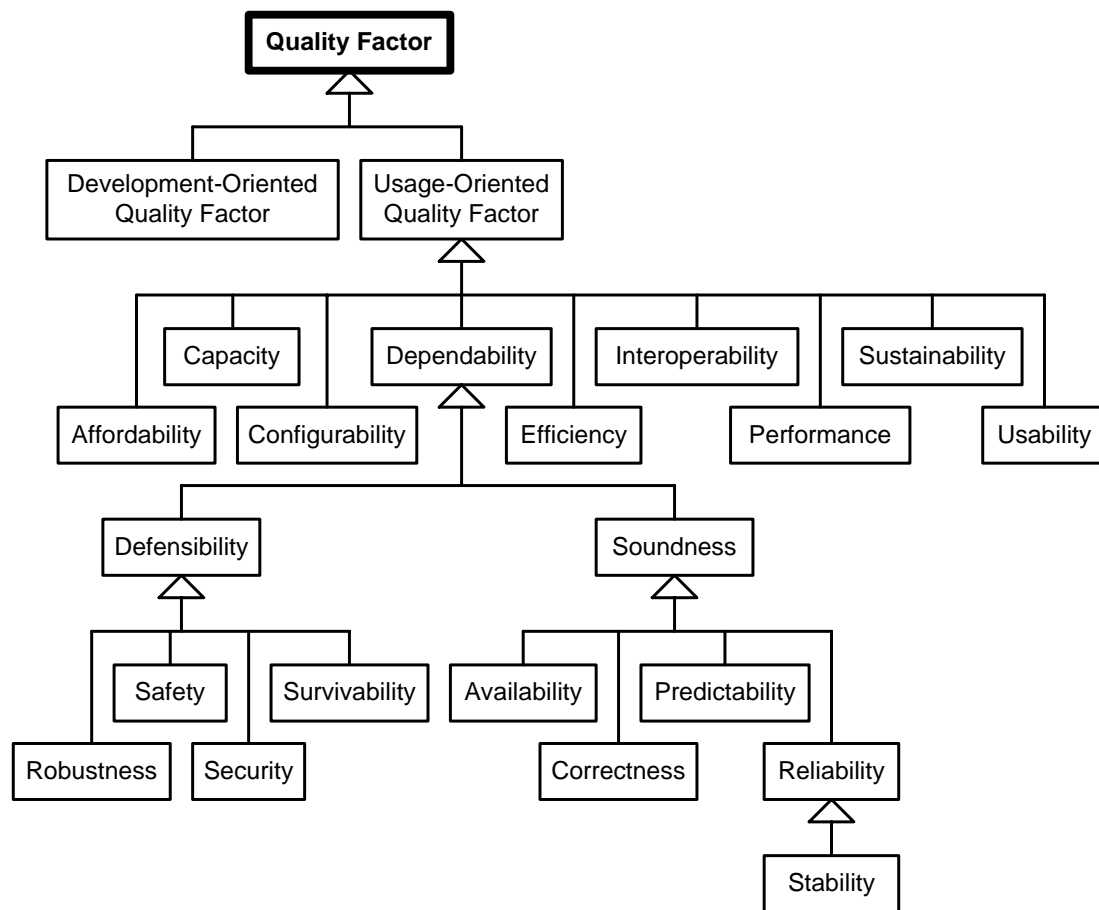 Quality Factor
Development-Oriented
Quality Factor
Usage-Oriented
Quality Factor
Capacity
Dependability
Interoperability
Sustainability
Affordability
Configurability
Efficiency
Performance
Usability
Defensibility
Soundness
Safety
Survivability
Availability
Predictability
Robustness
Security
Correctness
Reliability
Stability